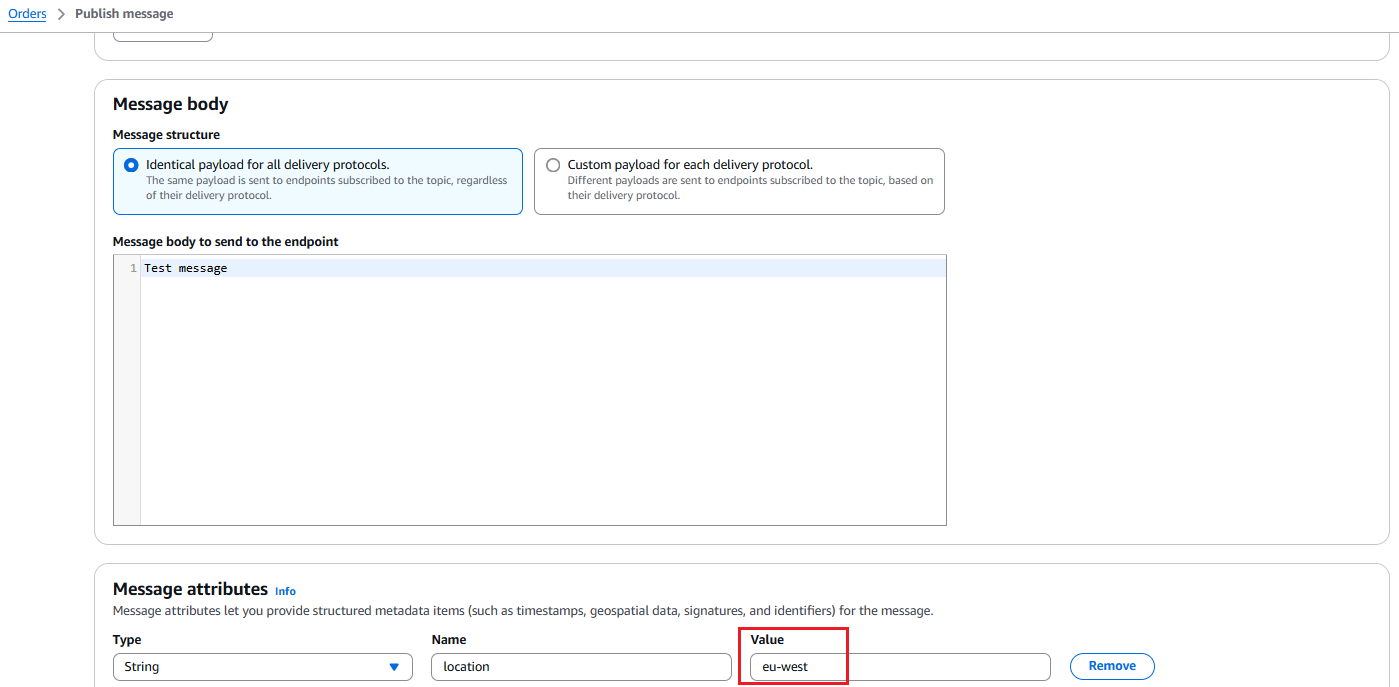 Orders > Publish message
Message body
Message structure
Identical payload for all delivery protocols.
The same payload is sent to endpoints subscribed to the topic, regardless
of their delivery protocol.
Custom payload for each delivery protocol.
Different payloads are sent to endpoints subscribed to the topic, based on
their delivery protocol.
Message body to send to the endpoint
1 Test message
Message attributes Info
Message attributes let you provide structured metadata items (such as timestamps, geospatial data, signatures, and identifiers) for the message.
Type Name Value
String location eu-west Remove